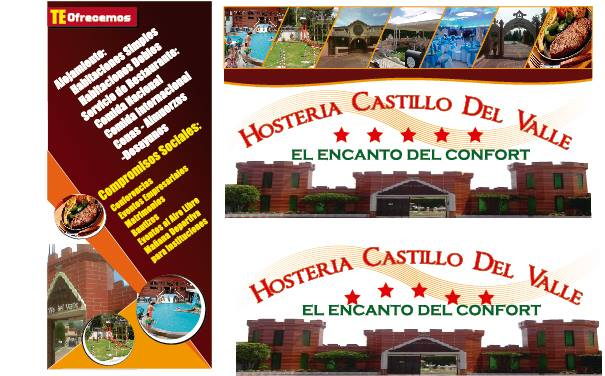 TE Ofrecemos
Alojamiento:
Habitaciones Simples
Habitaciones Dobles
Servicio de Restaurante:
Comida Nacional
Comida Internacional
Cenas - Almuerzos
-Desayunos
Compromisos Sociales:
Conferencias
Eventos Empresariales
Matrimonios
Bautizos
Eventos al Aire Libre
Mañana Deportiva
para Instituciones
HOSTERIA CASTILLO DEL VALLE
EL ENCANTO DEL CONFORT
HOSTERIA CASTILLO DEL VALLE
EL ENCANTO DEL CONFORT